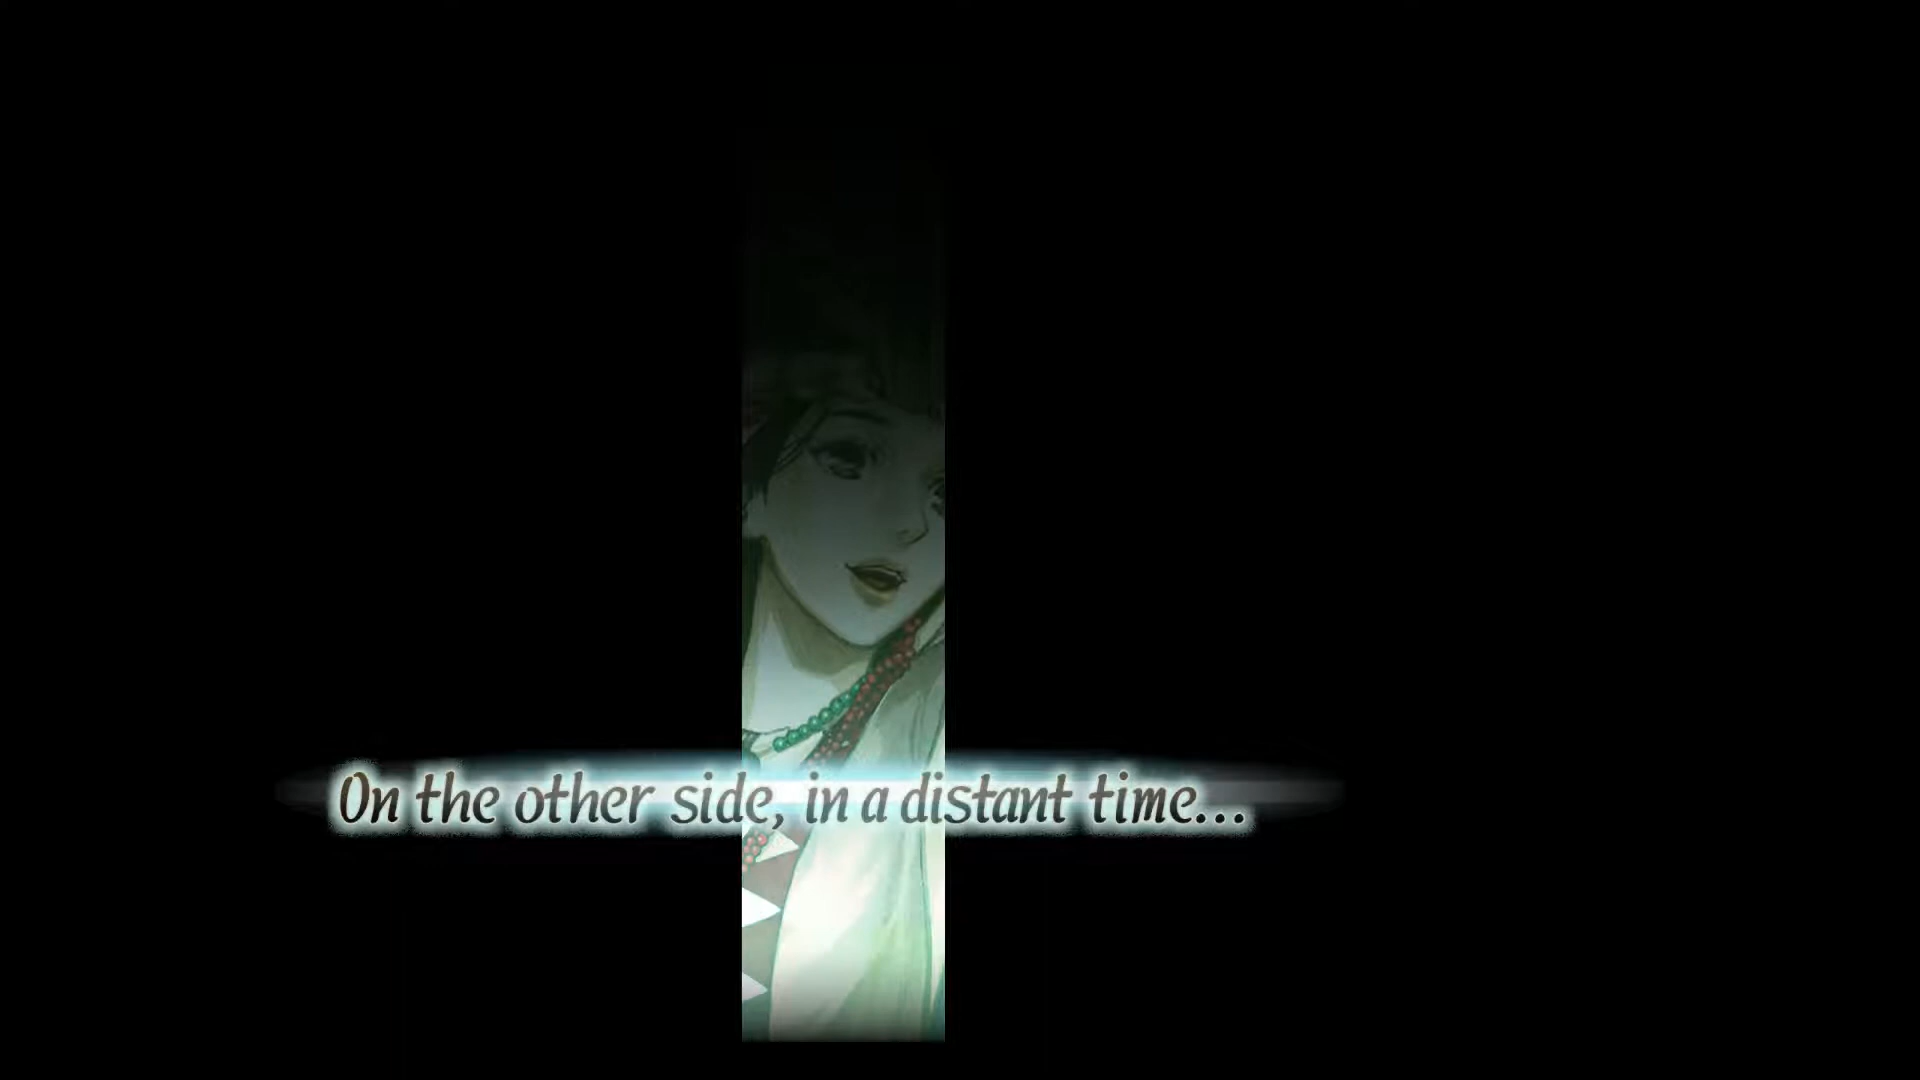 On the other side, in a distant time...